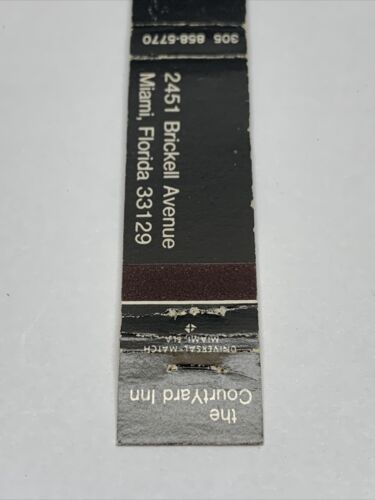 305 858-5770
2451 Brickell Avenue
Miami, Florida 33129
UNIVERSAL MATCH
MIAMI, FLA.
the
CourtYard Inn